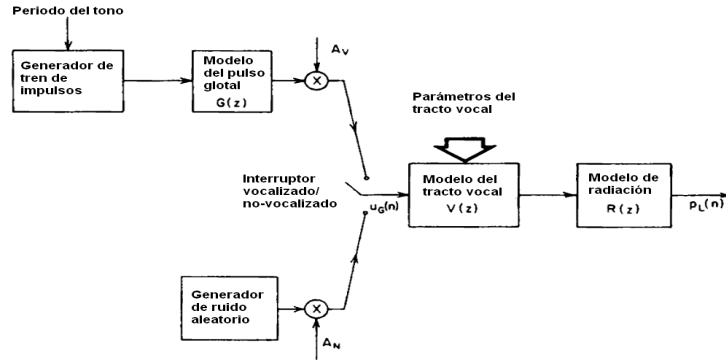 Periodo del tono
Generador de
tren de
impulsos
Modelo
del pulso
glotal
G(z)
A_V
X
Parámetros del
tracto vocal
Interruptor
vocalizado/
no-vocalizado
u_G(n)
Modelo del
tracto vocal
V(z)
Modelo de
radiación
R(z)
p_L(n)
Generador
de ruido
aleatorio
X
A_N